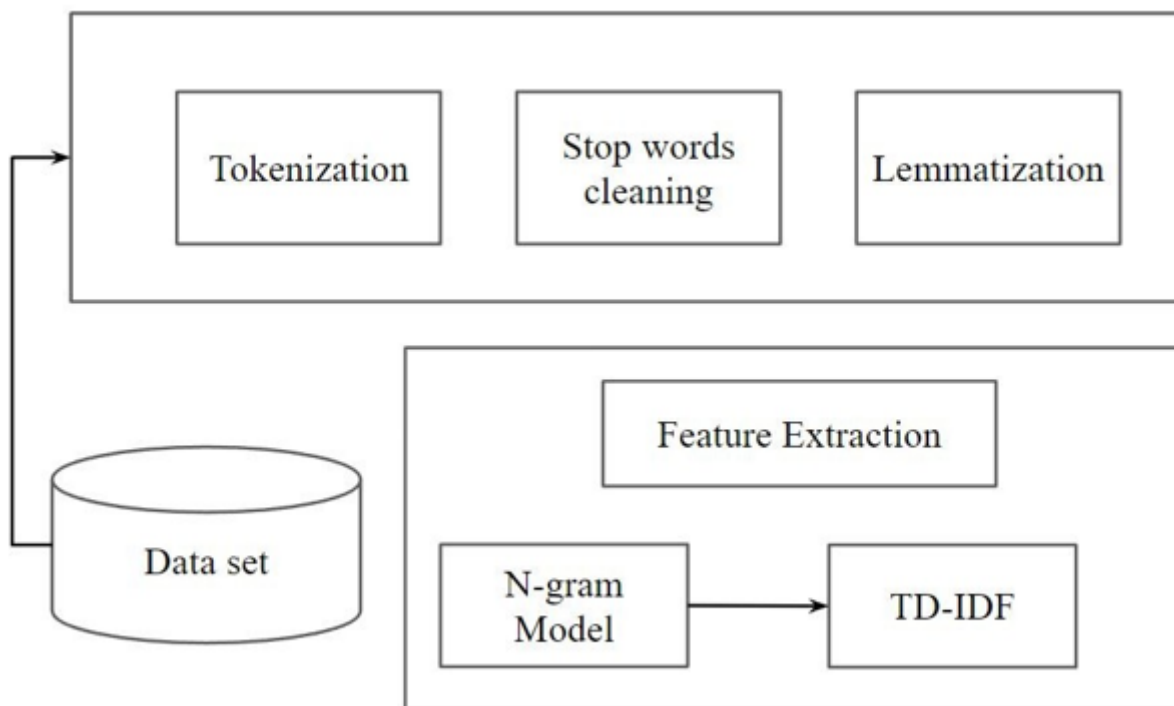 Tokenization
Stop words
cleaning
Lemmatization
Feature Extraction
Data set
N-gram
Model
TD-IDF